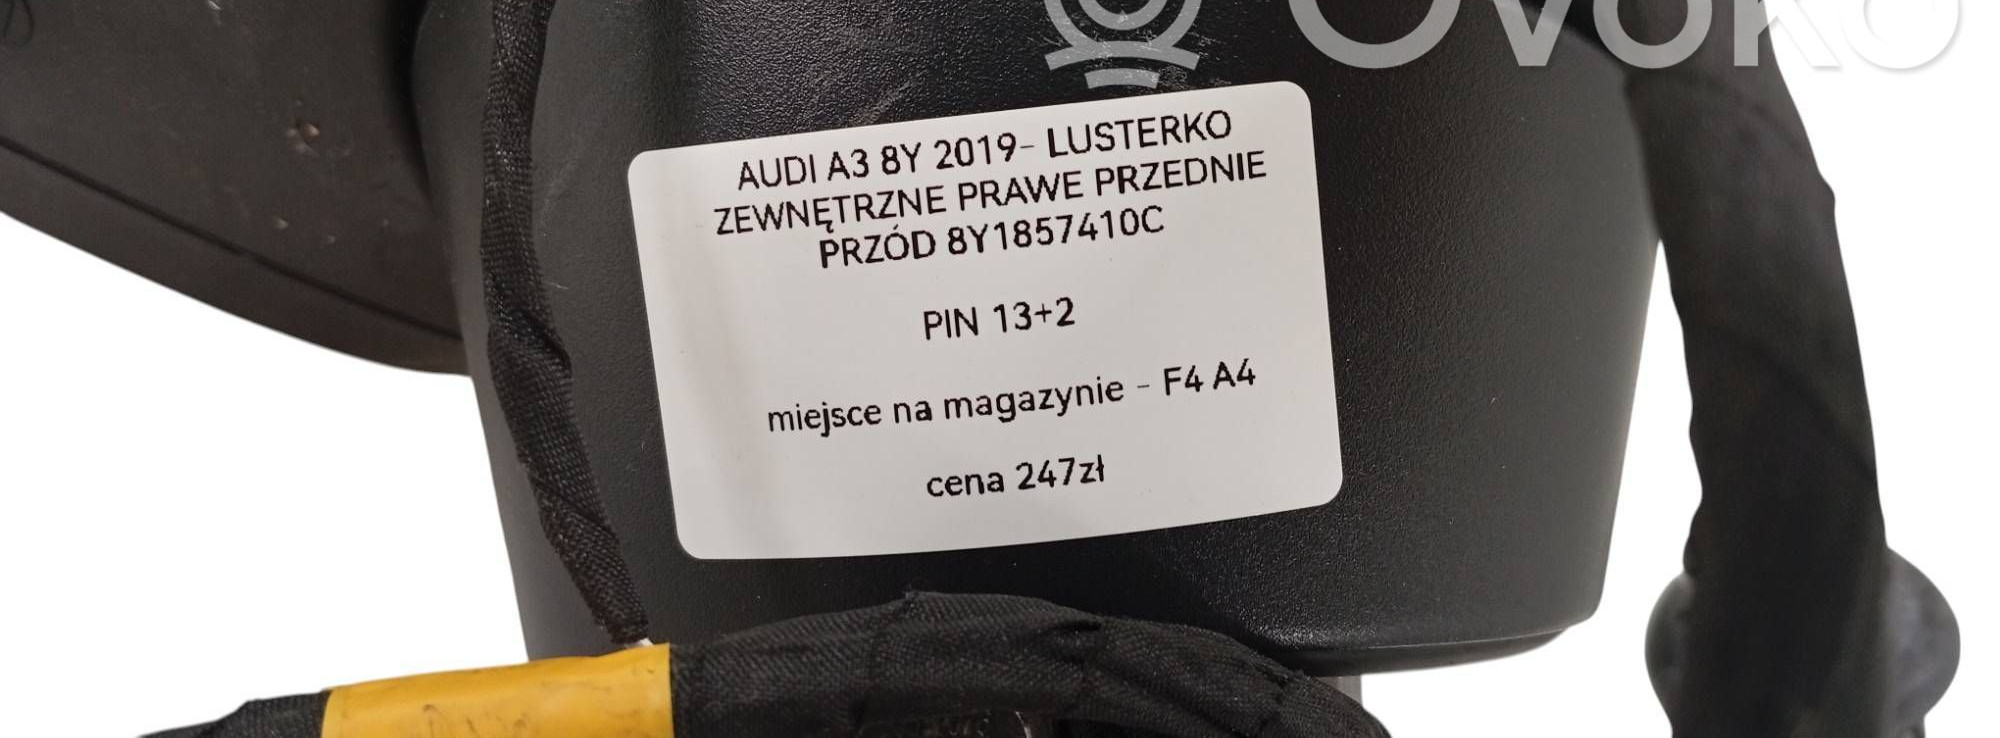 OVOKO
AUDI A3 8Y 2019- LUSTERKO
ZEWNĘTRZNE PRAWE PRZEDNIE
PRZÓD 8Y1857410C
PIN 13+2
miejsce na magazynie - F4 A4
cena 247zł